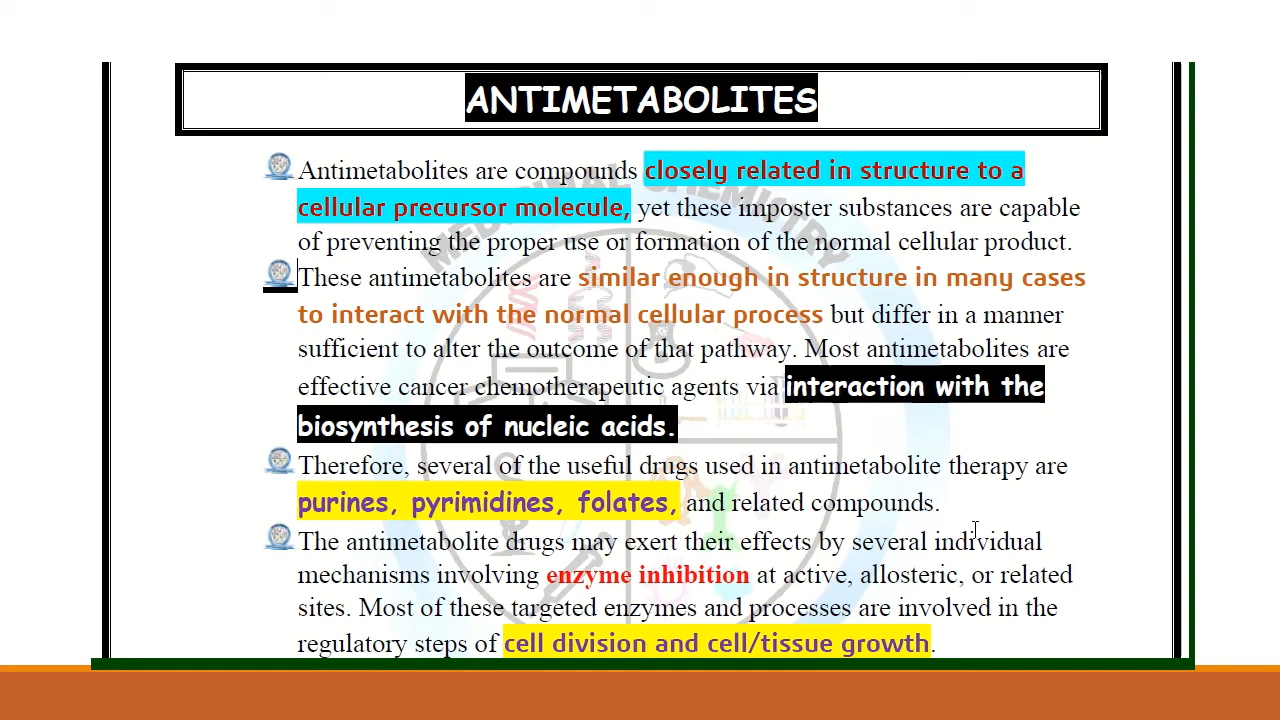 ANTIMETABOLITES
Antimetabolites are compounds closely related in structure to a
cellular precursor molecule, yet these imposter substances are capable
of preventing the proper use or formation of the normal cellular product.
These antimetabolites are similar enough in structure in many cases
to interact with the normal cellular process but differ in a manner
sufficient to alter the outcome of that pathway. Most antimetabolites are
effective cancer chemotherapeutic agents via interaction with the
biosynthesis of nucleic acids.
Therefore, several of the useful drugs used in antimetabolite therapy are
purines, pyrimidines, folates, and related compounds.
The antimetabolite drugs may exert their effects by several individual
mechanisms involving enzyme inhibition at active, allosteric, or related
sites. Most of these targeted enzymes and processes are involved in the
regulatory steps of cell division and cell/tissue growth.
MEDICINAL CHEMISTRY